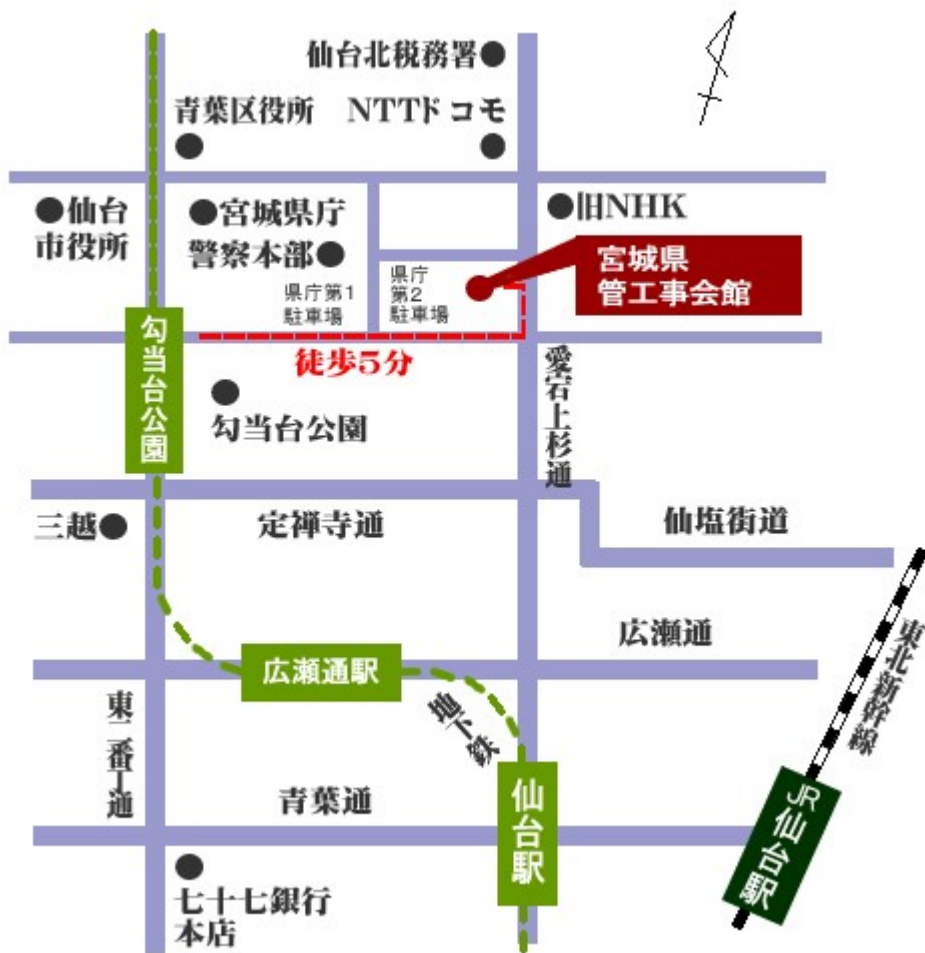 仙台北税務署
青葉区役所
NTTドコモ
仙台
市役所
宮城県庁
警察本部
旧NHK
宮城県
管工事会館
県庁第1
駐車場
県庁
第2
駐車場
徒歩5分
勾当台公園
勾当台公園
愛宕上杉通
三越
定禅寺通
仙塩街道
広瀬通
広瀬通駅
地下鉄
東北新幹線
東二番丁通
青葉通
仙台駅
JR仙台駅
七十七銀行
本店